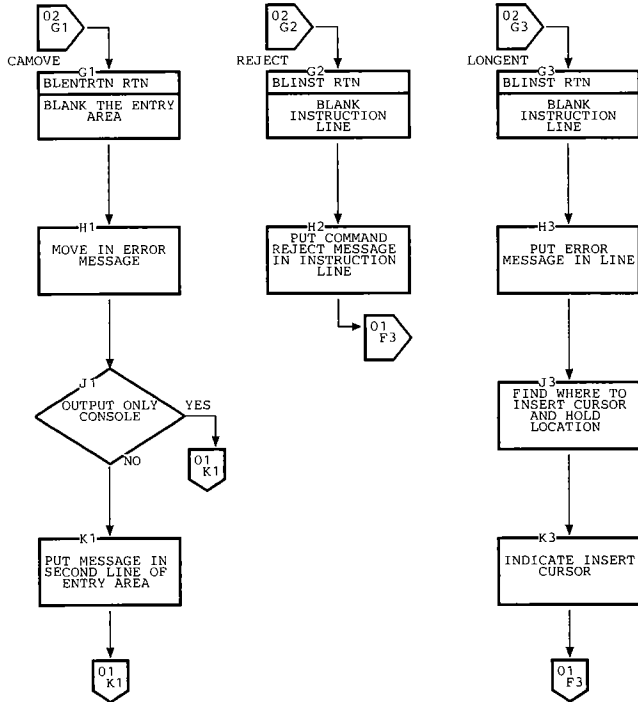 02
G1
CAMOVE
G1
BLENTRTN RTN
BLANK THE ENTRY
AREA
H1
MOVE IN ERROR
MESSAGE
J1
OUTPUT ONLY
CONSOLE
YES
NO
01
K1
K1
PUT MESSAGE IN
SECOND LINE OF
ENTRY AREA
01
K1
02
G2
REJECT
G2
BLINST RTN
BLANK
INSTRUCTION
LINE
H2
PUT COMMAND
REJECT MESSAGE
IN INSTRUCTION
LINE
01
F3
02
G3
LONGENT
G3
BLINST RTN
BLANK
INSTRUCTION
LINE
H3
PUT ERROR
MESSAGE IN LINE
J3
FIND WHERE TO
INSERT CURSOR
AND HOLD
LOCATION
K3
INDICATE INSERT
CURSOR
01
F3